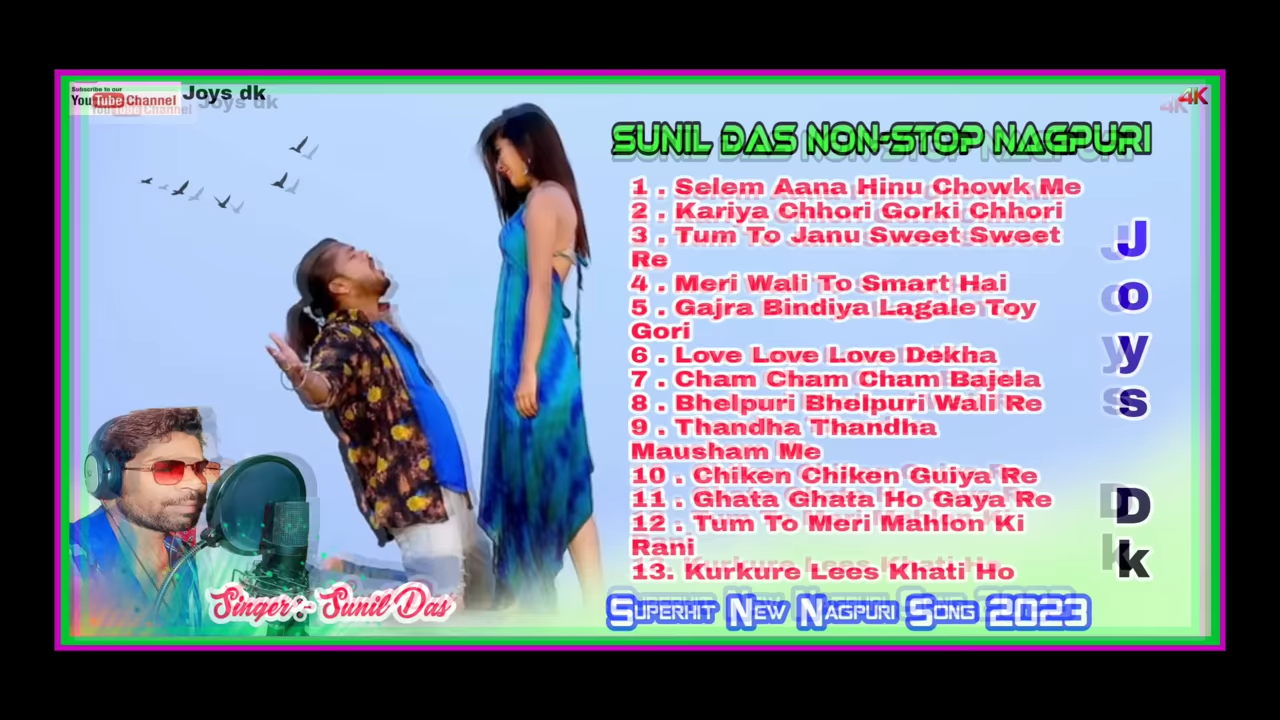 Subscribe to our
YouTube Channel
Joys dk
4K
SUNIL DAS NON-STOP NAGPURI
1 . Selem Aana Hinu Chowk Me
2 . Kariya Chhori Gorki Chhori
3 . Tum To Janu Sweet Sweet
Re
4 . Meri Wali To Smart Hai
5 . Gajra Bindiya Lagale Toy
Gori
6 . Love Love Love Dekha
7 . Cham Cham Cham Bajela
8 . Bhelpuri Bhelpuri Wali Re
9 . Thandha Thandha
Mausham Me
10 . Chiken Chiken Guiya Re
11 . Ghata Ghata Ho Gaya Re
12 . Tum To Meri Mahlon Ki
Rani
13. Kurkure Lees Khati Ho
Joys Dk
Singer :- Sunil Das
Superhit New Nagpuri Song 2023